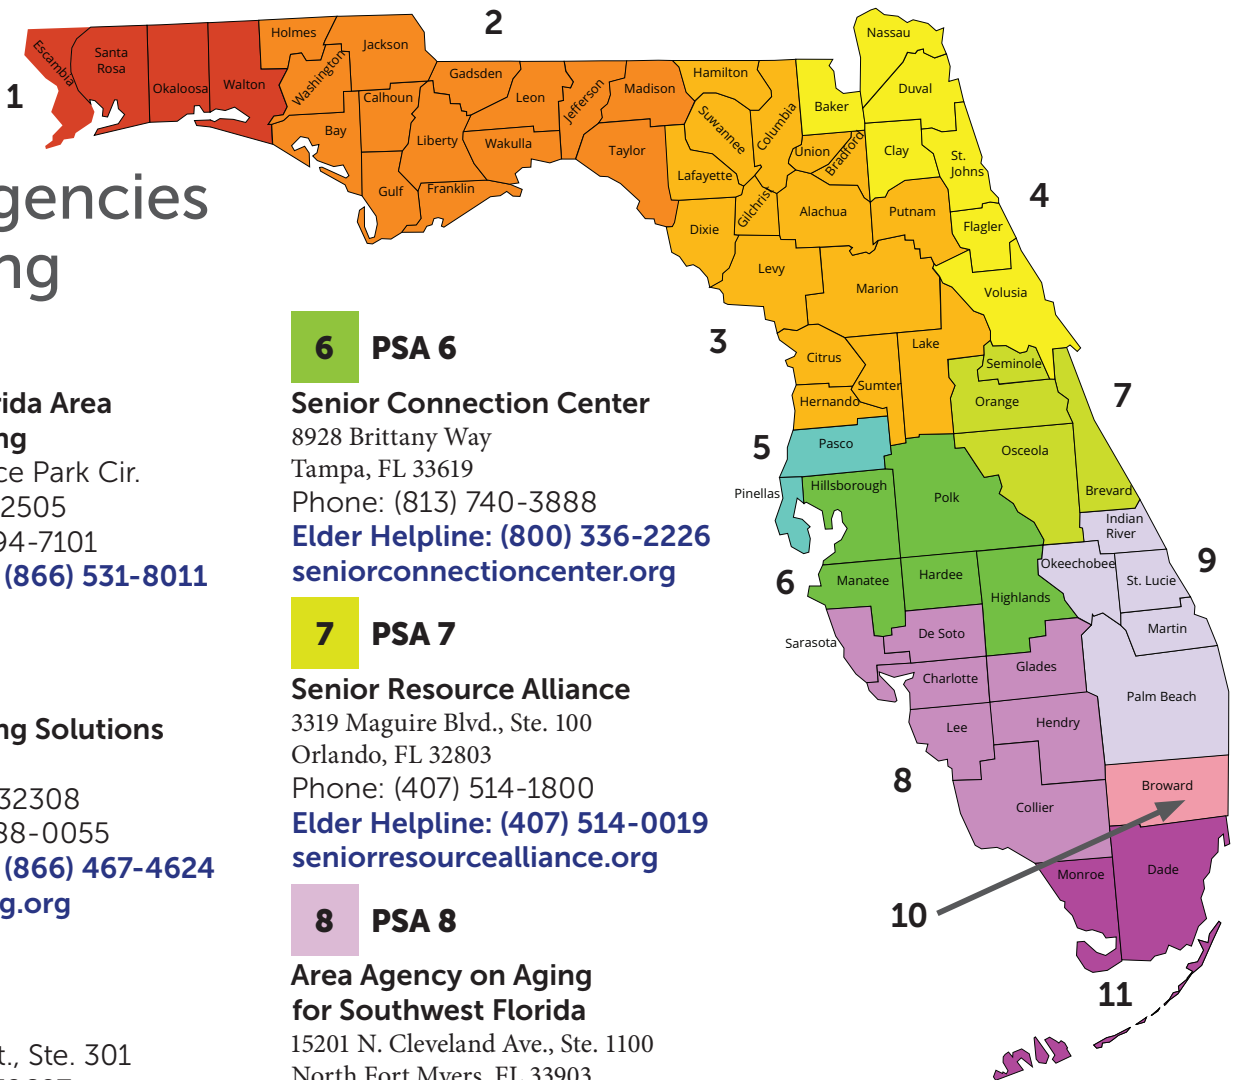 gencies
ng
rida Area
ng
ce Park Cir.
2505
94-7101
(866) 531-8011
ng Solutions
32308
38-0055
(866) 467-4624
g.org
t., Ste. 301
6 PSA 6
Senior Connection Center
8928 Brittany Way
Tampa, FL 33619
Phone: (813) 740-3888
Elder Helpline: (800) 336-2226
seniorconnectioncenter.org
7 PSA 7
Senior Resource Alliance
3319 Maguire Blvd., Ste. 100
Orlando, FL 32803
Phone: (407) 514-1800
Elder Helpline: (407) 514-0019
seniorresourcealliance.org
8 PSA 8
Area Agency on Aging
for Southwest Florida
15201 N. Cleveland Ave., Ste. 1100
North Fort Myers, FL 33903
1
Escambia
Santa
Rosa
Okaloosa
Walton
2
Holmes
Jackson
Washington
Bay
Calhoun
Gulf
Liberty
Franklin
Gadsden
Leon
Wakulla
Jefferson
Madison
Taylor
3
Hamilton
Suwannee
Columbia
Lafayette
Dixie
Gilchrist
Union
Bradford
Alachua
Putnam
Levy
Marion
Citrus
Sumter
Lake
Hernando
4
Nassau
Baker
Duval
Clay
St.
Johns
Flagler
Volusia
5
Pasco
Pinellas
6
Hillsborough
Polk
Manatee
Hardee
Highlands
7
Seminole
Orange
Osceola
Brevard
8
Sarasota
De Soto
Charlotte
Glades
Lee
Hendry
Collier
9
Indian
River
Okeechobee
St. Lucie
Martin
Palm Beach
10
Broward
11
Monroe
Dade